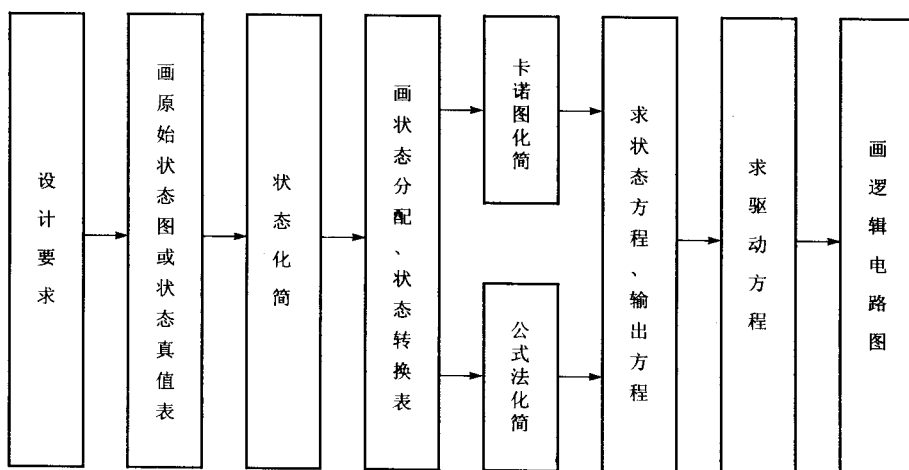 设计要求
画原始状态图或状态真值表
状态化简
画状态分配、状态转换表
卡诺图化简
公式法化简
求状态方程、输出方程
求驱动方程
画逻辑电路图